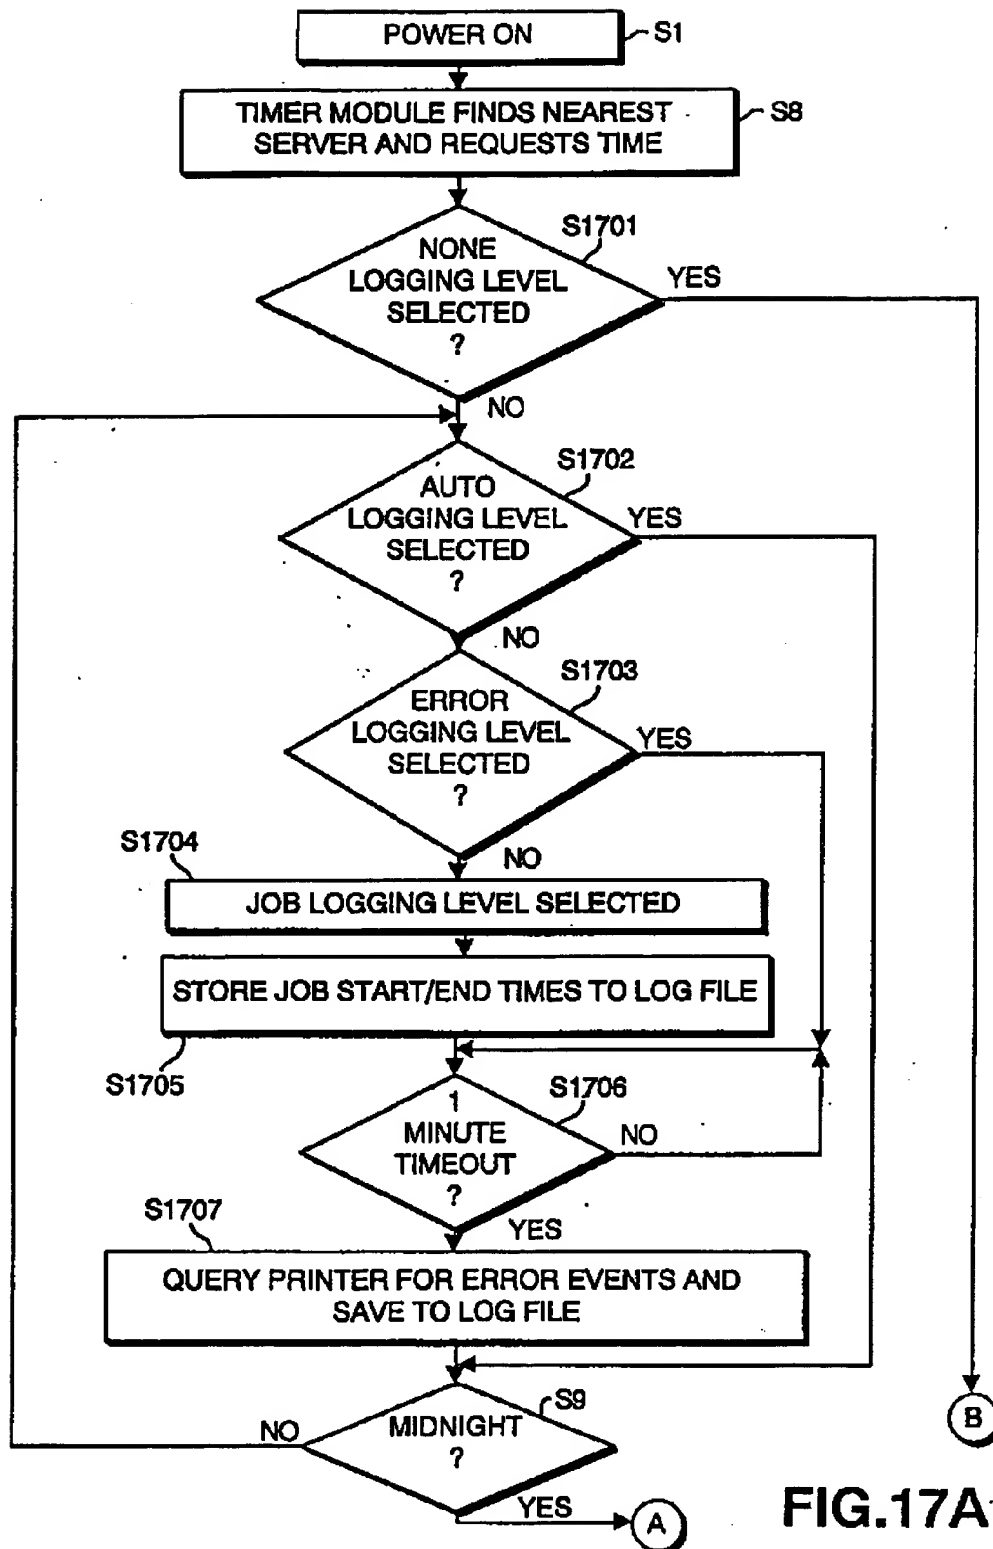 POWER ON
S1
TIMER MODULE FINDS NEAREST
SERVER AND REQUESTS TIME
S8
S1701
NONE
LOGGING LEVEL
SELECTED
?
YES
NO
S1702
AUTO
LOGGING LEVEL
SELECTED
?
YES
NO
S1703
ERROR
LOGGING LEVEL
SELECTED
?
YES
NO
S1704
JOB LOGGING LEVEL SELECTED
STORE JOB START/END TIMES TO LOG FILE
S1705
S1706
1
MINUTE
TIMEOUT
?
NO
YES
S1707
QUERY PRINTER FOR ERROR EVENTS AND
SAVE TO LOG FILE
S9
MIDNIGHT
?
NO
YES
A
B
FIG.17A